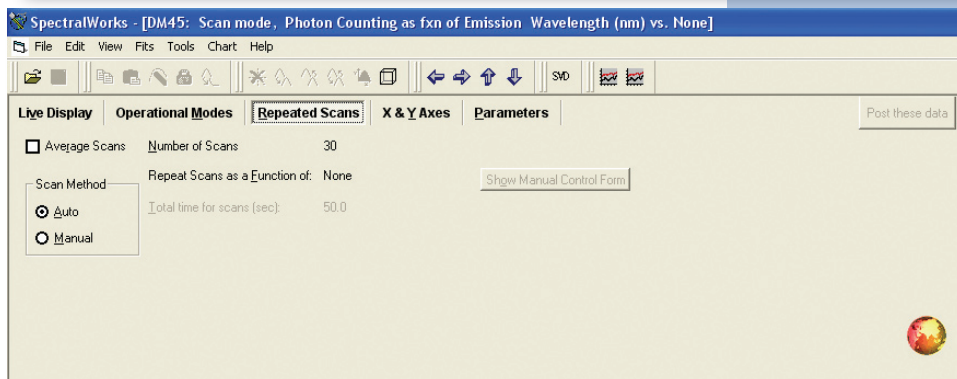 SpectralWorks - [DM45: Scan mode, Photon Counting as fxn of Emission Wavelength (nm) vs. None]
File Edit View Fits Tools Chart Help
SVD
Live Display Operational Modes Repeated Scans X & Y Axes Parameters Post these data
Average Scans Number of Scans 30
Scan Method Repeat Scans as a Function of: None Show Manual Control Form
Auto Total time for scans (sec): 50.0
Manual